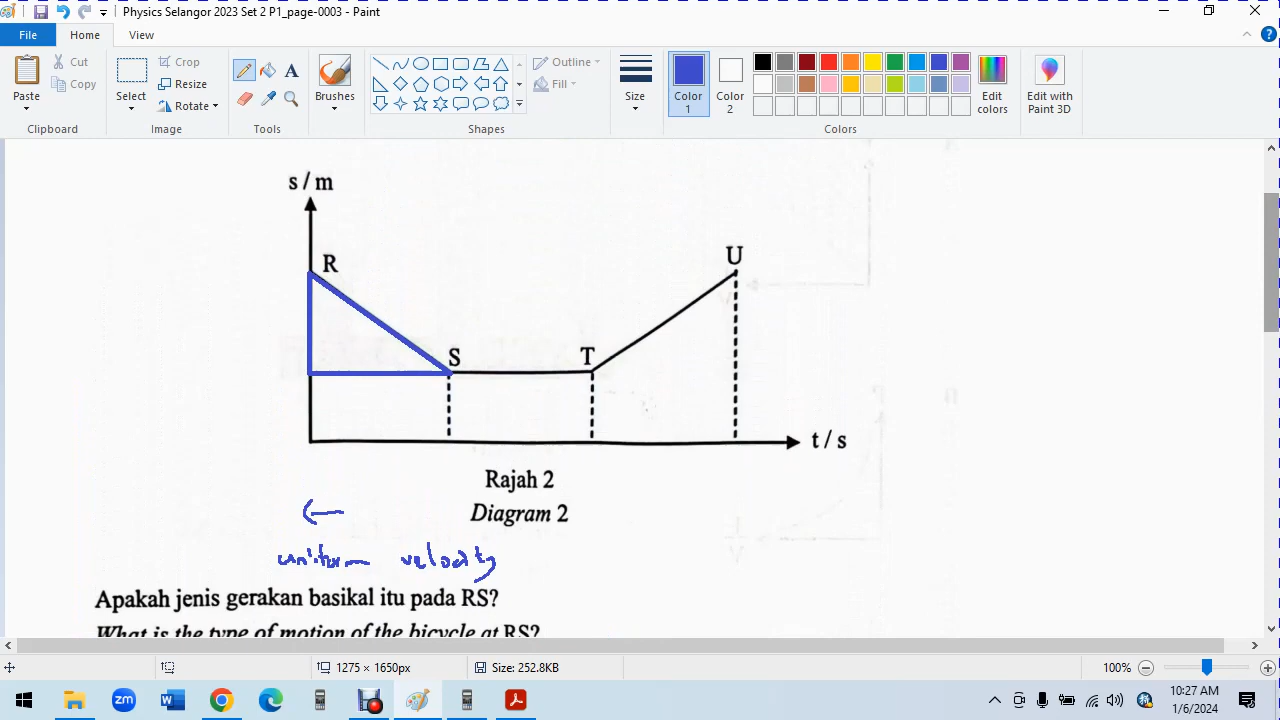 Physics Selangor 2023 Set 2 P1_page-0003 - Paint
File Home View
Paste
Cut
Copy
Clipboard
Select
Resize
Rotate
Image
A
Tools
Brushes
Outline
Fill
Shapes
Size
Color 1
Color 2
Edit colors
Colors
Edit with Paint 3D
s / m
R
S
T
U
t / s
Rajah 2
Diagram 2
←
uniform velocity
Apakah jenis gerakan basikal itu pada RS?
What is the type of motion of the bicycle at RS?
1275 × 1650px
Size: 252.8KB
100%
zm
W
10:27 AM
1/6/2024